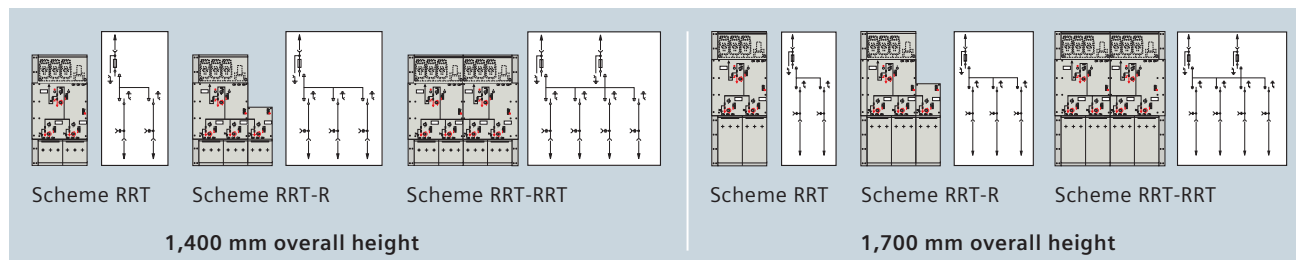 Scheme RRT Scheme RRT-R Scheme RRT-RRT Scheme RRT Scheme RRT-R Scheme RRT-RRT
1,400 mm overall height 1,700 mm overall height